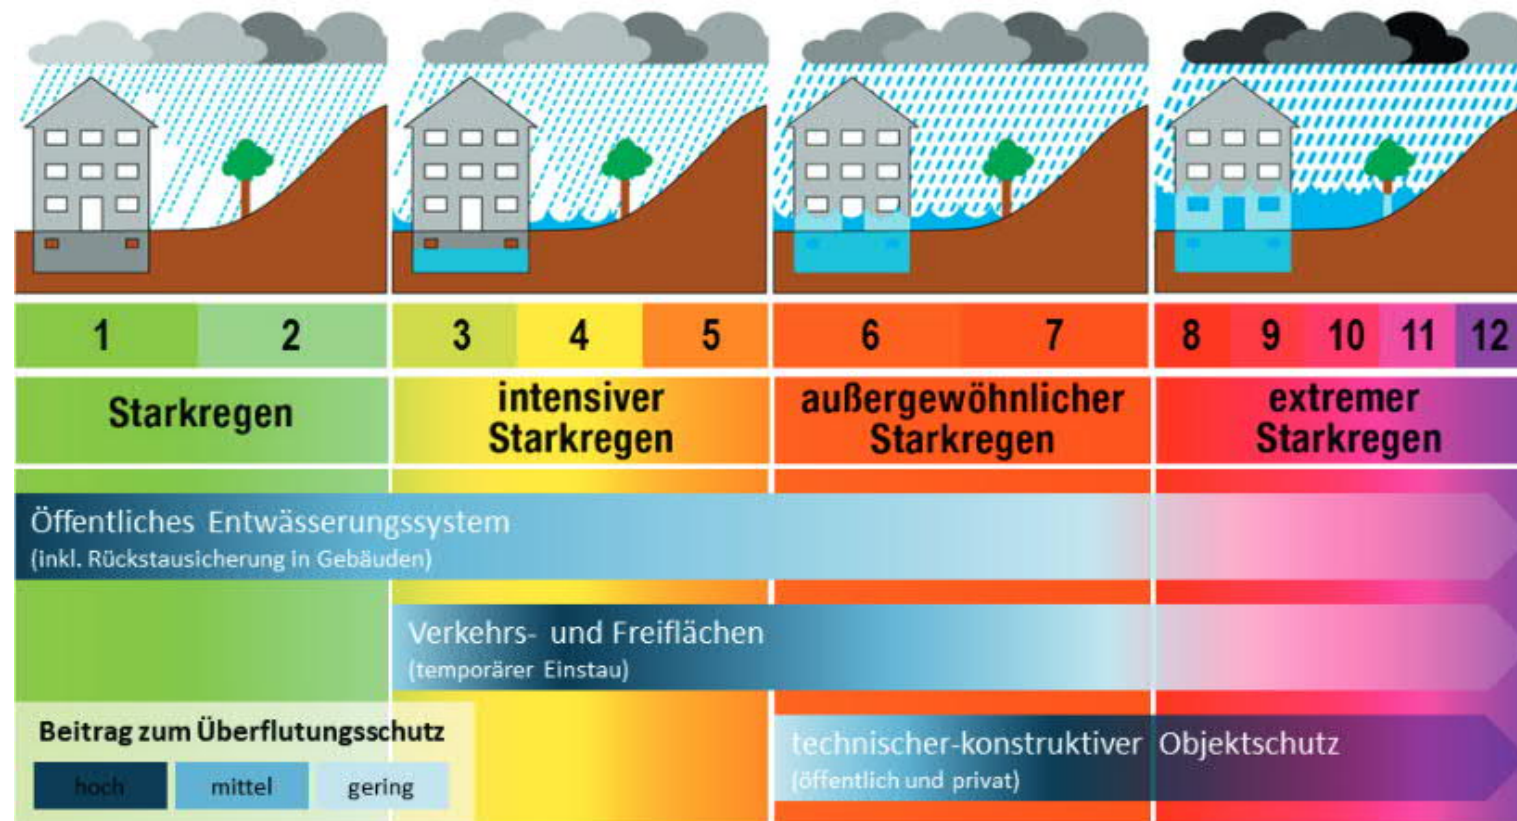 1 2 3 4 5 6 7 8 9 10 11 12
Starkregen
intensiver
Starkregen
außergewöhnlicher
Starkregen
extremer
Starkregen
Öffentliches Entwässerungssystem
(inkl. Rückstausicherung in Gebäuden)
Verkehrs- und Freiflächen
(temporärer Einstau)
technischer-konstruktiver Objektschutz
(öffentlich und privat)
Beitrag zum Überflutungsschutz
hoch mittel gering